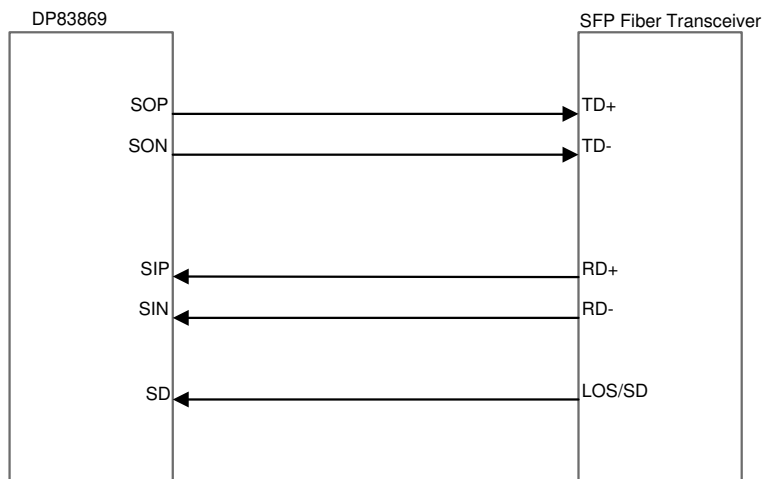 DP83869
SFP Fiber Transceiver
SOP
TD+
SON
TD-
SIP
RD+
SIN
RD-
SD
LOS/SD